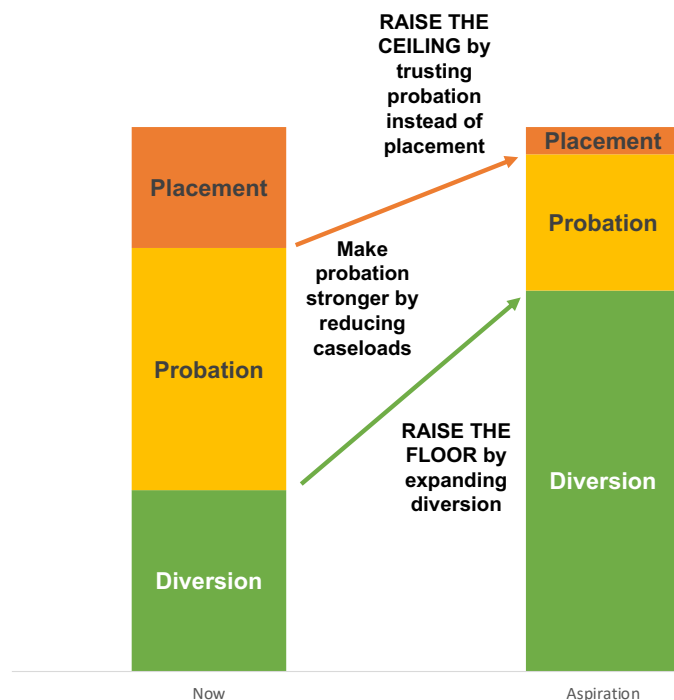 RAISE THE
CEILING by
trusting
probation
instead of
placement
Placement
Placement
Probation
Make
probation
stronger by
reducing
caseloads
Probation
RAISE THE
FLOOR by
expanding
diversion
Diversion
Diversion
Now
Aspiration